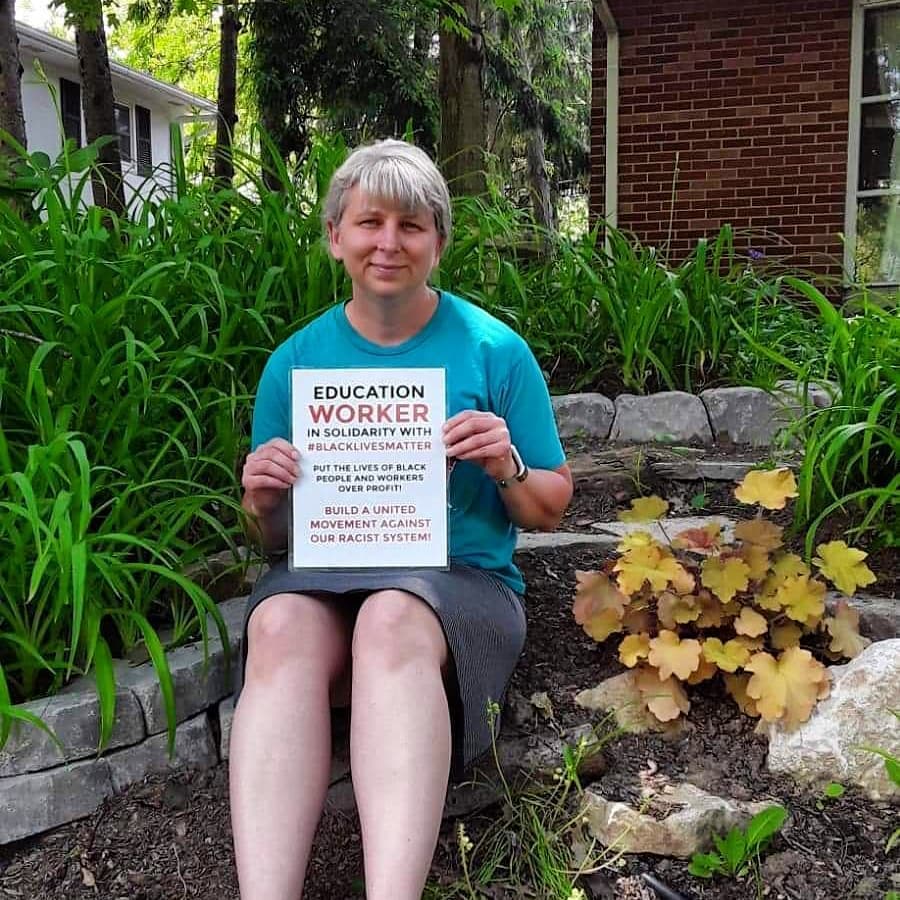 EDUCATION
WORKER
IN SOLIDARITY WITH
#BLACKLIVESMATTER
PUT THE LIVES OF BLACK
PEOPLE AND WORKERS
OVER PROFIT!
BUILD A UNITED
MOVEMENT AGAINST
OUR RACIST SYSTEM!